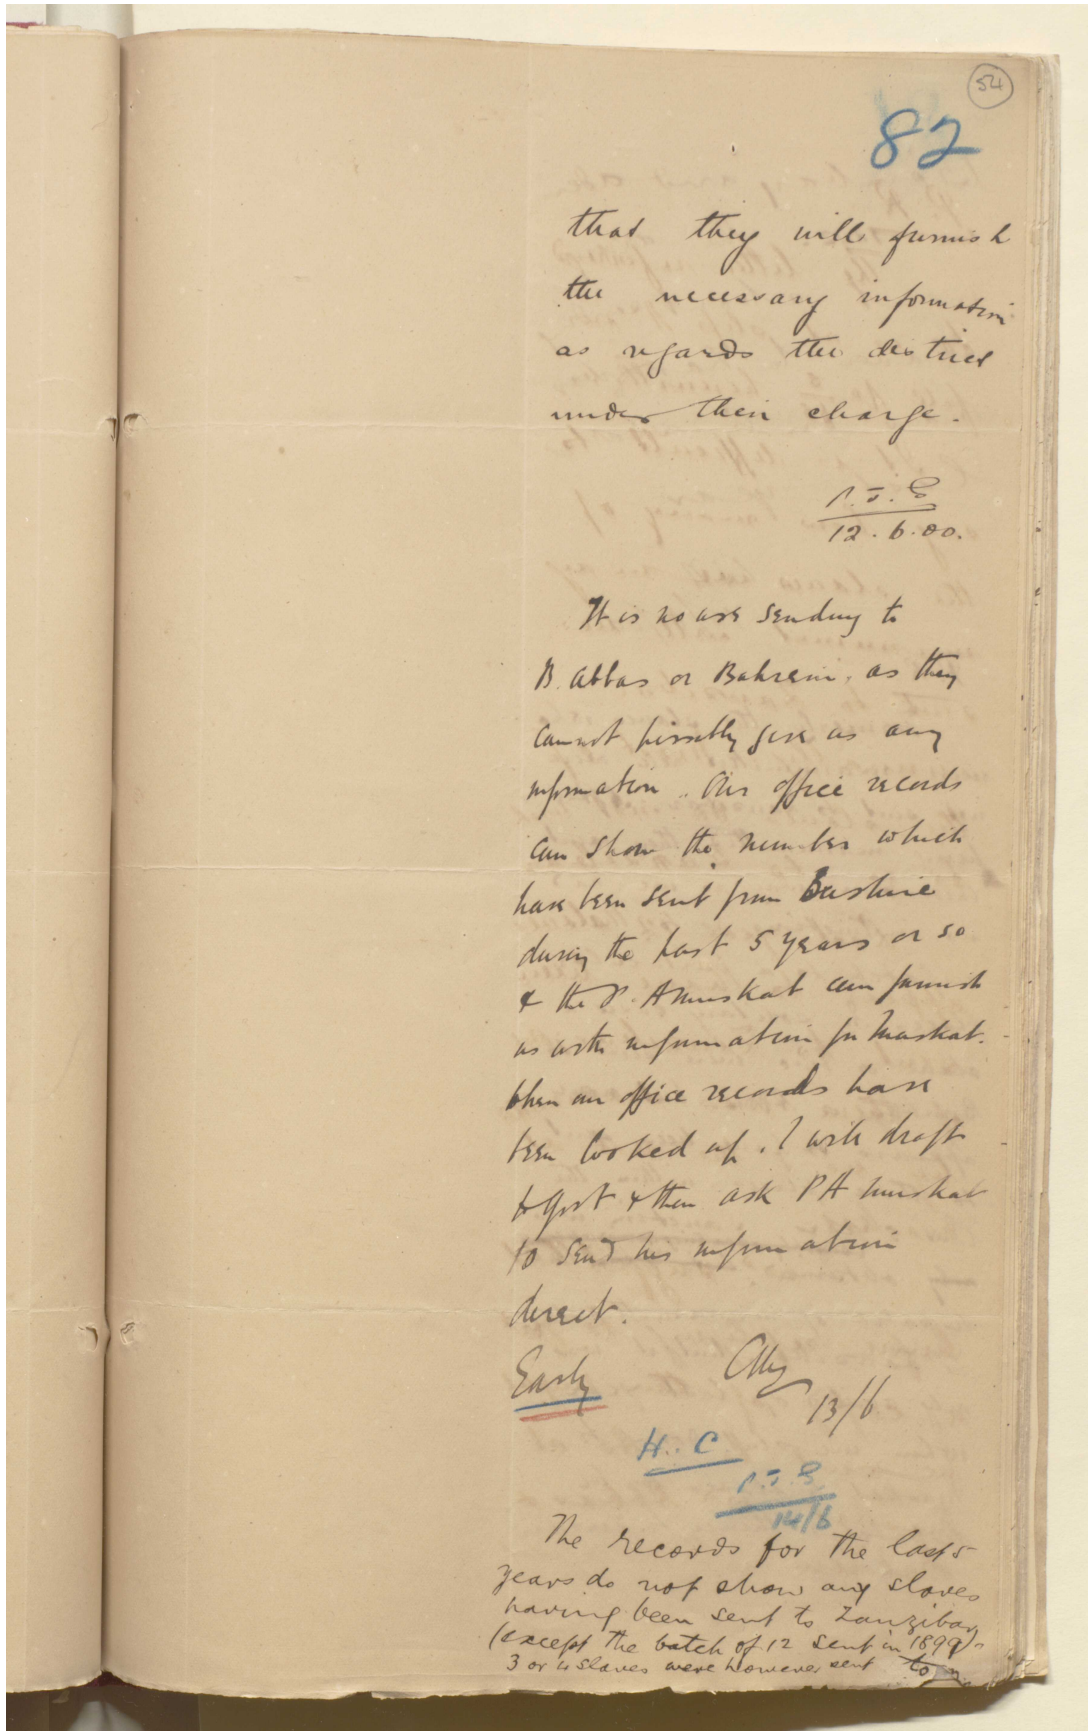 54
82
that they will furnish
the necessary information
as regards the district
under their charge.
P.J.G
12.6.00.
It is no use sending to
B. Abbas or Bahrein, as they
cannot possibly give us any
information. Our office records
can show the number which
have been sent from Bushire
during the past 5 years or so
& the P. A Muskat can furnish
us with information for Maskat.
When our office records have
been looked up, I will draft
to Govt & then ask PA Muskat
to send his information
direct.
Early
13/6
H. C
P.J.G
14/6
The records for the last 5
years do not show any slaves
having been sent to Zanzibar
(except the batch of 12 sent in 1899).
3 or 4 slaves were however sent to